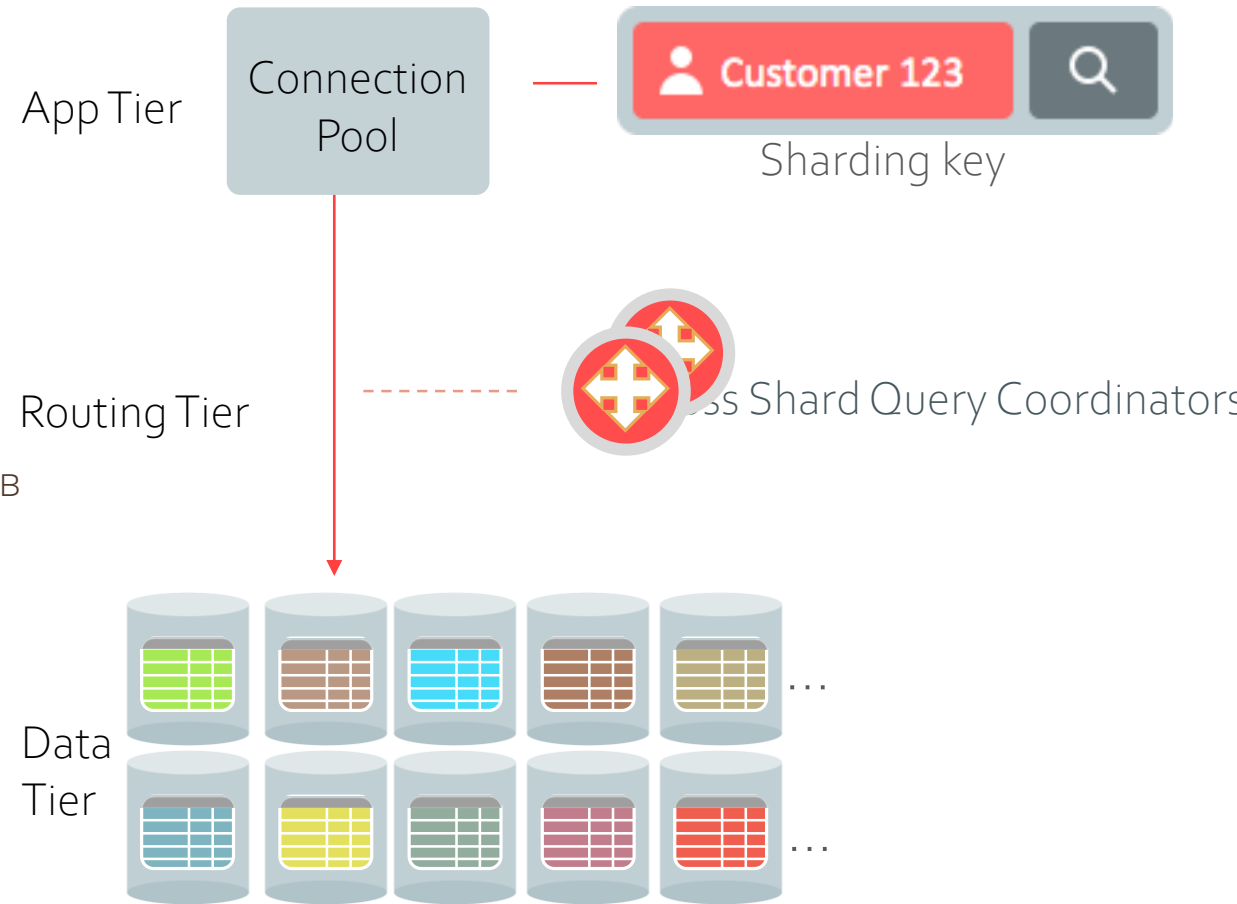 App Tier
Connection
Pool
Customer 123
Sharding key
Routing Tier
ss Shard Query Coordinators
B
Data
Tier
...
...